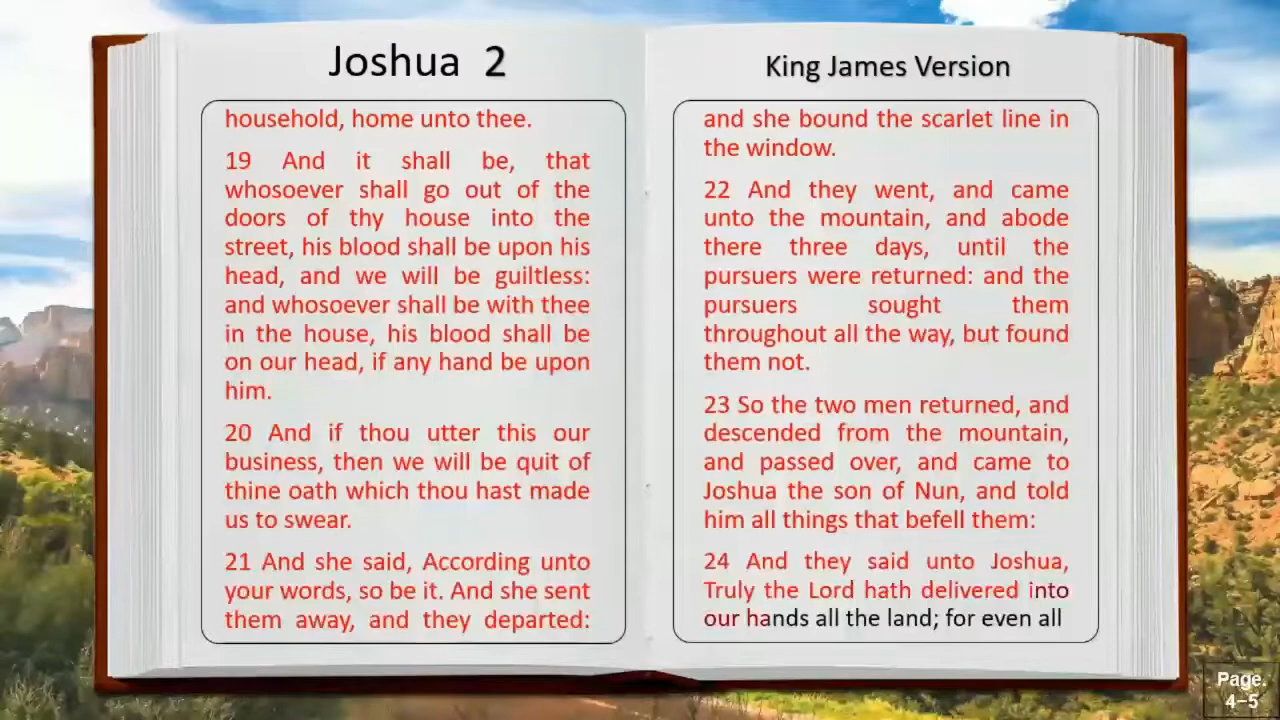 Joshua 2
household, home unto thee.
19 And it shall be, that
whosoever shall go out of the
doors of thy house into the
street, his blood shall be upon his
head, and we will be guiltless:
and whosoever shall be with thee
in the house, his blood shall be
on our head, if any hand be upon
him.
20 And if thou utter this our
business, then we will be quit of
thine oath which thou hast made
us to swear.
21 And she said, According unto
your words, so be it. And she sent
them away, and they departed:
King James Version
and she bound the scarlet line in
the window.
22 And they went, and came
unto the mountain, and abode
there three days, until the
pursuers were returned: and the
pursuers sought them
throughout all the way, but found
them not.
23 So the two men returned, and
descended from the mountain,
and passed over, and came to
Joshua the son of Nun, and told
him all things that befell them:
24 And they said unto Joshua,
Truly the Lord hath delivered into
our hands all the land; for even all
Page.
4-5